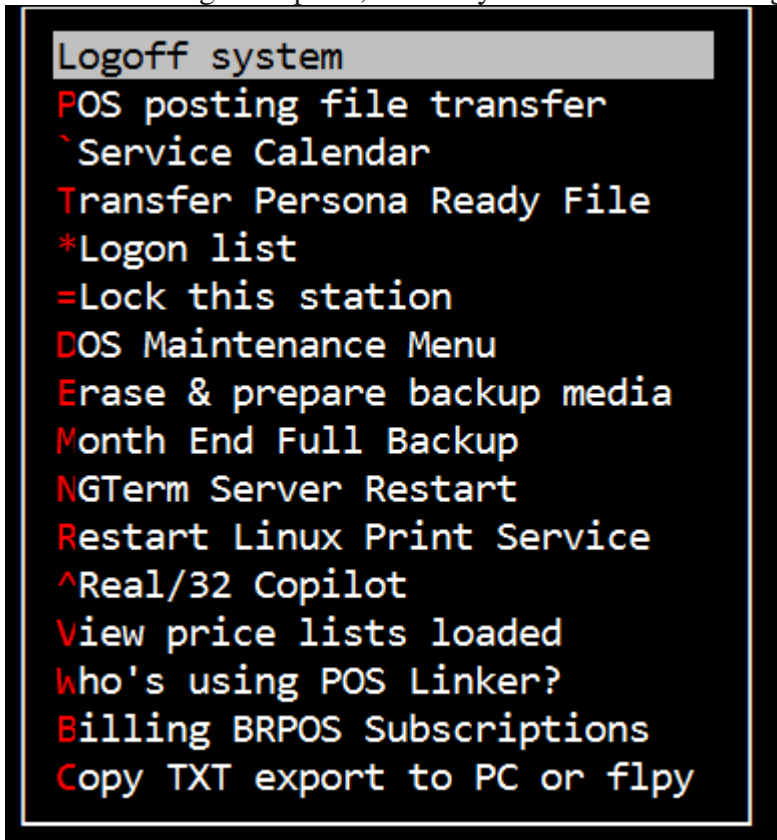 Logoff system
POS posting file transfer
`Service Calendar
Transfer Persona Ready File
*Logon list
=Lock this station
DOS Maintenance Menu
Erase & prepare backup media
Month End Full Backup
NGTerm Server Restart
Restart Linux Print Service
^Real/32 Copilot
View price lists loaded
Who's using POS Linker?
Billing BRPOS Subscriptions
Copy TXT export to PC or flpy